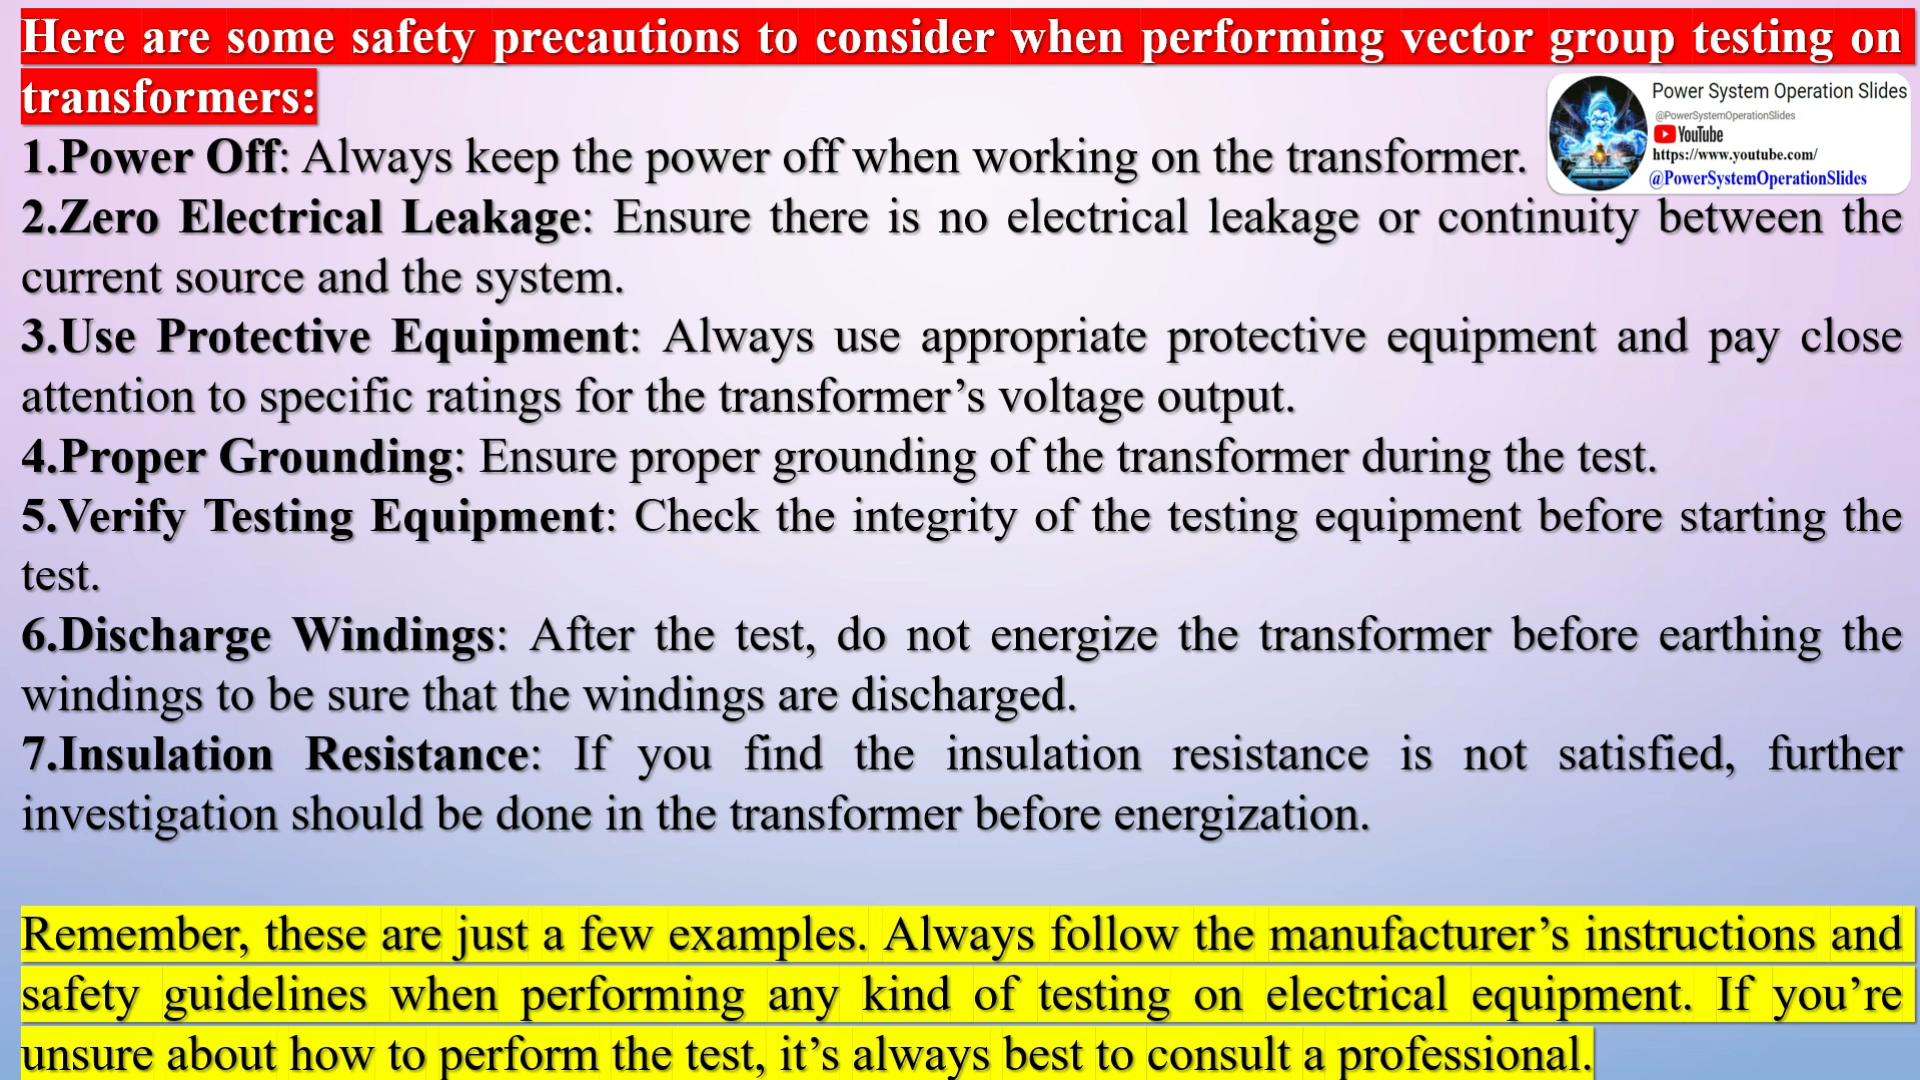 Here are some safety precautions to consider when performing vector group testing on
transformers:
Power System Operation Slides
@PowerSystemOperationSlides
YouTube
https://www.youtube.com/
@PowerSystemOperationSlides
1.Power Off: Always keep the power off when working on the transformer.
2.Zero Electrical Leakage: Ensure there is no electrical leakage or continuity between the
current source and the system.
3.Use Protective Equipment: Always use appropriate protective equipment and pay close
attention to specific ratings for the transformer’s voltage output.
4.Proper Grounding: Ensure proper grounding of the transformer during the test.
5.Verify Testing Equipment: Check the integrity of the testing equipment before starting the
test.
6.Discharge Windings: After the test, do not energize the transformer before earthing the
windings to be sure that the windings are discharged.
7.Insulation Resistance: If you find the insulation resistance is not satisfied, further
investigation should be done in the transformer before energization.
Remember, these are just a few examples. Always follow the manufacturer’s instructions and
safety guidelines when performing any kind of testing on electrical equipment. If you’re
unsure about how to perform the test, it’s always best to consult a professional.